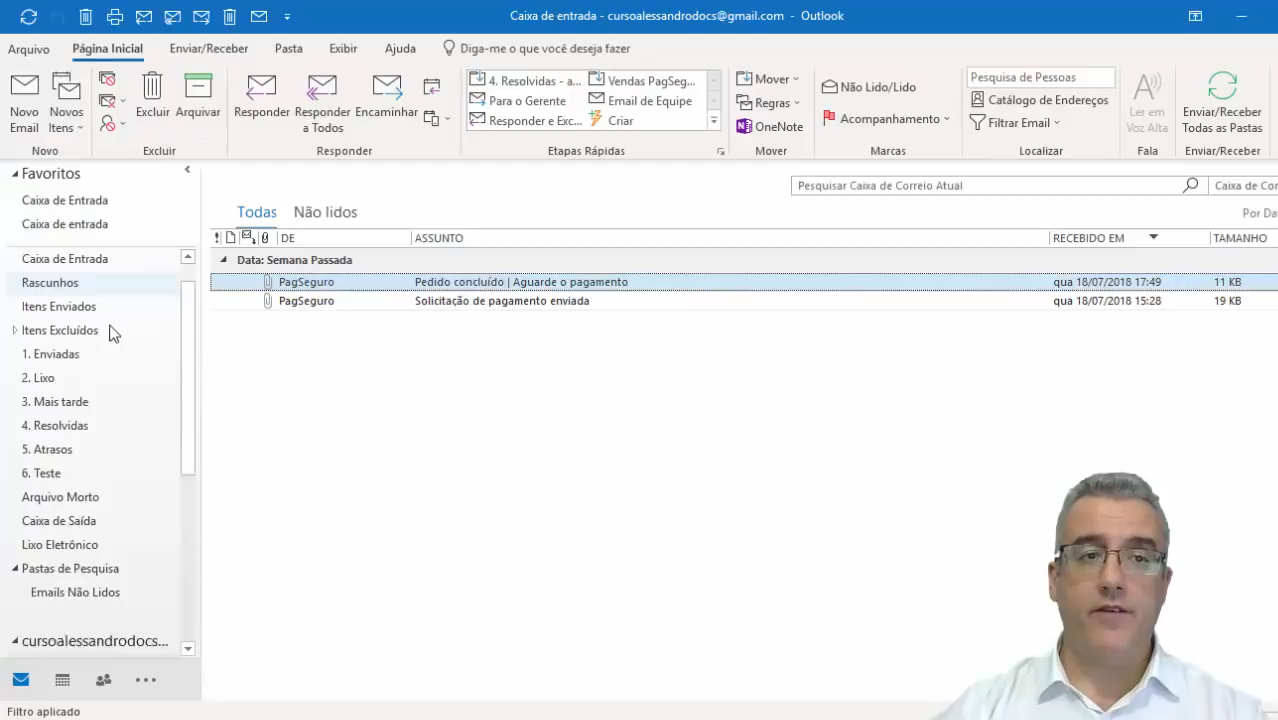 Caixa de entrada - cursoalessandrodocs@gmail.com - Outlook
Arquivo Página Inicial Enviar/Receber Pasta Exibir Ajuda Diga-me o que você deseja fazer
Novo Email
Novos Itens
Novo
Excluir
Arquivar
Excluir
Responder
Responder a Todos
Encaminhar
Responder
4. Resolvidas - a...
Vendas PagSeg...
Para o Gerente
Email de Equipe
Responder e Exc...
Criar
Etapas Rápidas
Mover
Regras
OneNote
Mover
Não Lido/Lido
Acompanhamento
Marcas
Pesquisa de Pessoas
Catálogo de Endereços
Filtrar Email
Localizar
Ler em Voz Alta
Fala
Enviar/Receber Todas as Pastas
Enviar/Receber
Favoritos
Caixa de Entrada
Caixa de entrada
Caixa de Entrada
Rascunhos
Itens Enviados
Itens Excluídos
1. Enviadas
2. Lixo
3. Mais tarde
4. Resolvidas
5. Atrasos
6. Teste
Arquivo Morto
Caixa de Saída
Lixo Eletrônico
Pastas de Pesquisa
Emails Não Lidos
cursoalessandrodocs...
Pesquisar Caixa de Correio Atual
Caixa de Cor
Todas Não lidos
Por Da
DE ASSUNTO RECEBIDO EM TAMANHO
Data: Semana Passada
PagSeguro Pedido concluído | Aguarde o pagamento qua 18/07/2018 17:49 11 KB
PagSeguro Solicitação de pagamento enviada qua 18/07/2018 15:28 19 KB
Filtro aplicado